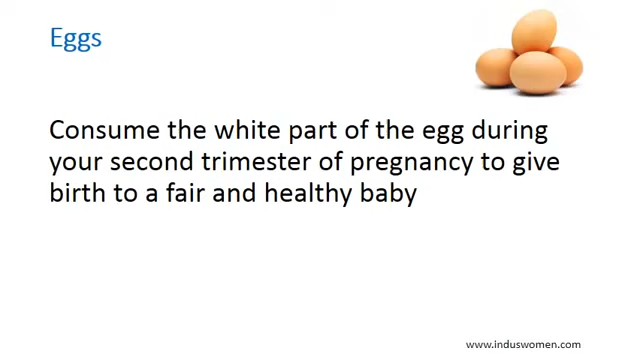 Eggs
Consume the white part of the egg during
your second trimester of pregnancy to give
birth to a fair and healthy baby
www.induswomen.com